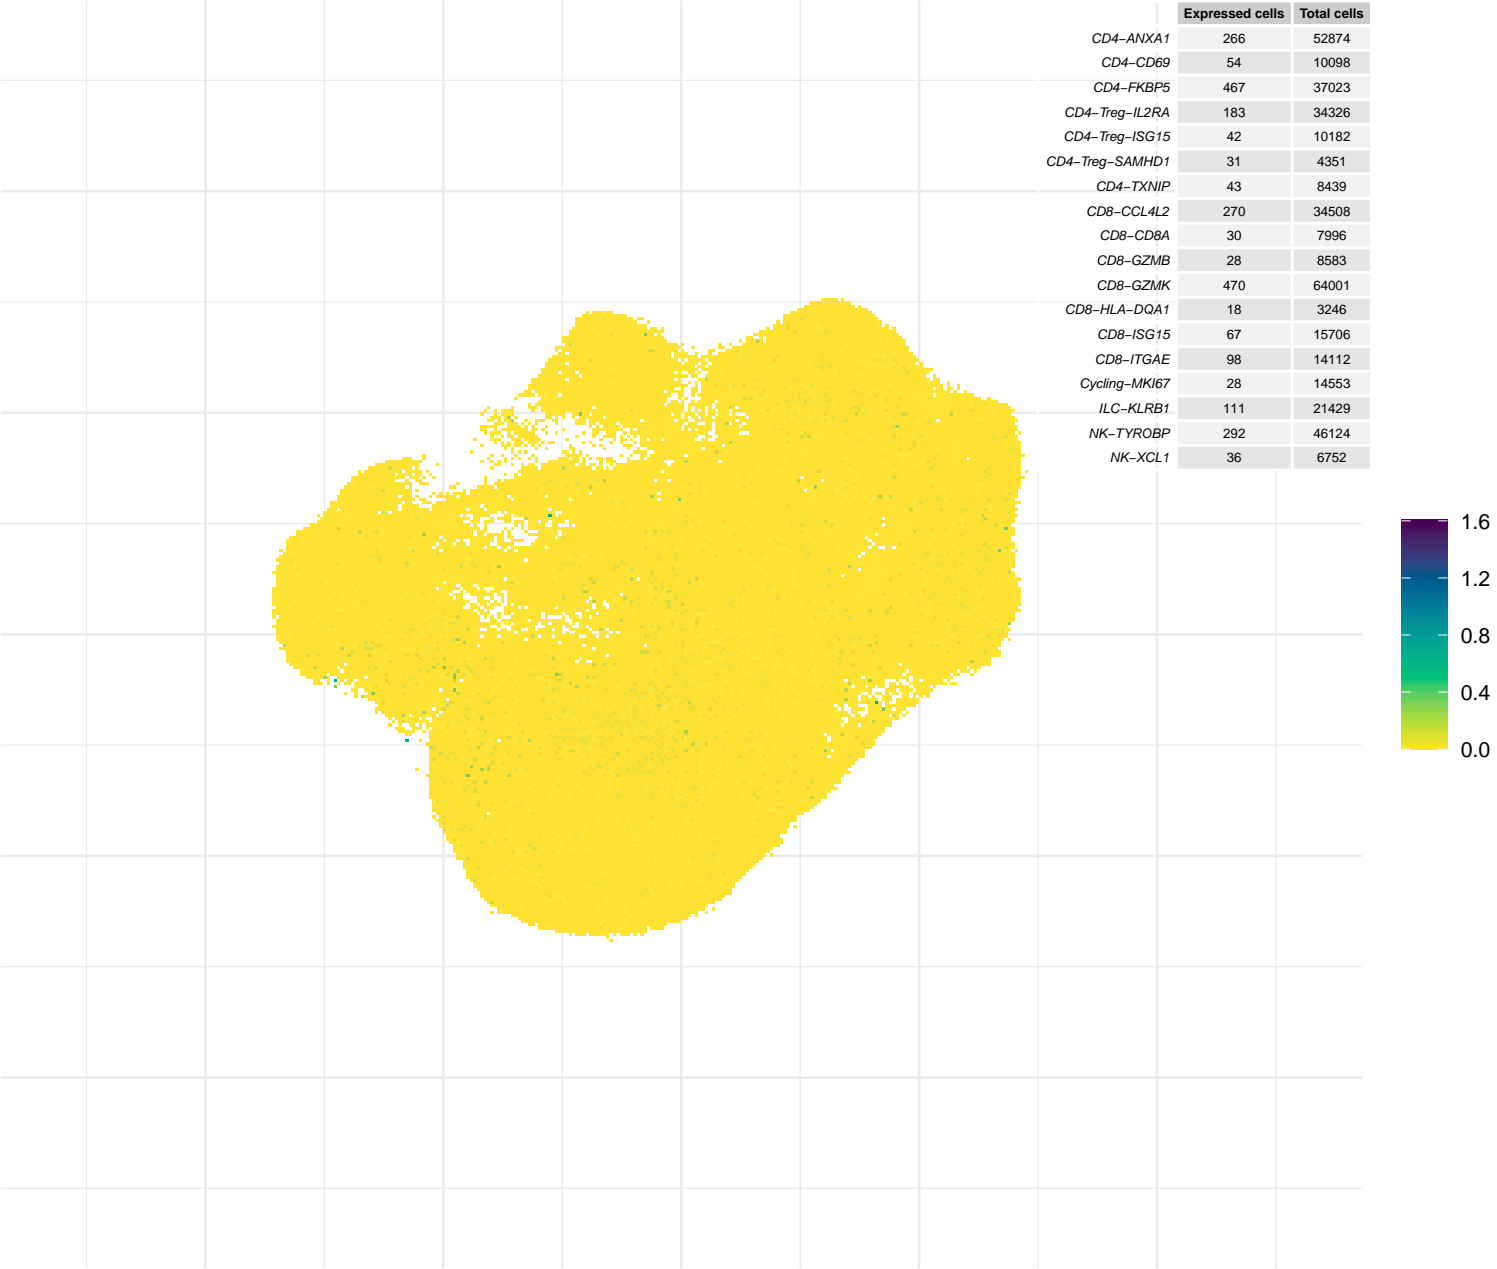 Expressed cells Total cells
CD4−ANXA1 266 52874
CD4−CD69 54 10098
CD4−FKBP5 467 37023
CD4−Treg−IL2RA 183 34326
CD4−Treg−ISG15 42 10182
CD4−Treg−SAMHD1 31 4351
CD4−TXNIP 43 8439
CD8−CCL4L2 270 34508
CD8−CD8A 30 7996
CD8−GZMB 28 8583
CD8−GZMK 470 64001
CD8−HLA−DQA1 18 3246
CD8−ISG15 67 15706
CD8−ITGAE 98 14112
Cycling−MKI67 28 14553
ILC−KLRB1 111 21429
NK−TYROBP 292 46124
NK−XCL1 36 6752
1.6
1.2
0.8
0.4
0.0